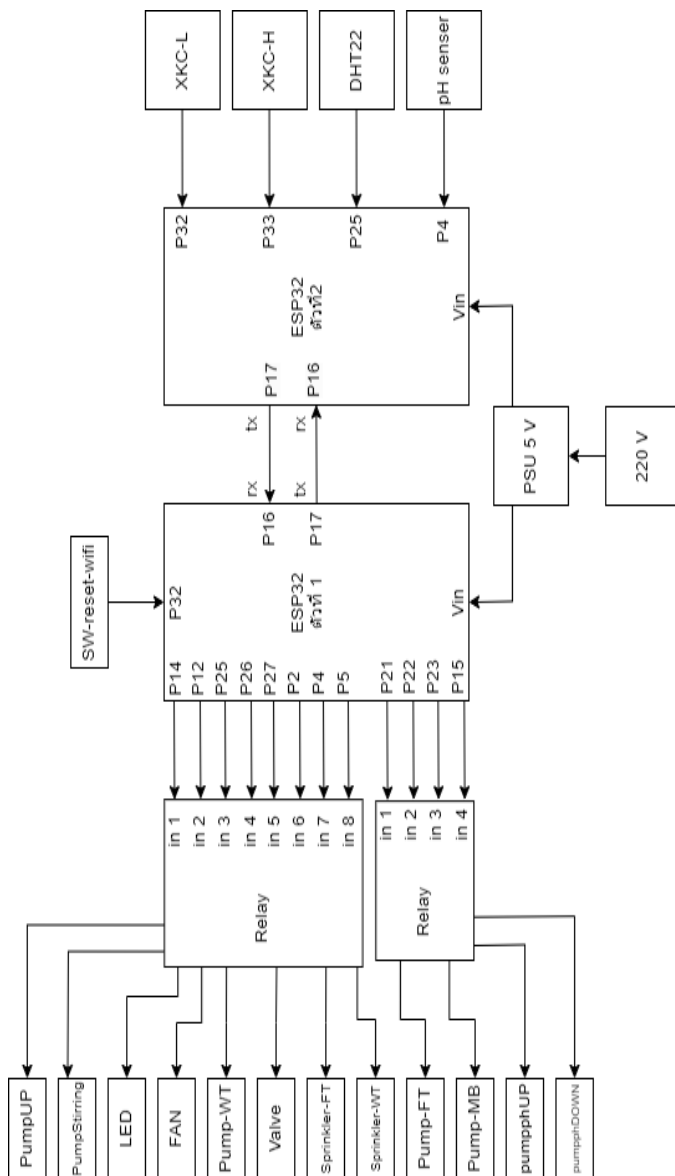 XKC-L
XKC-H
DHT22
pH senser
P32
P33
P25
P4
ESP32
ตัวที่2
Vin
P17
P16
tx
rx
rx
tx
PSU 5 V
220 V
SW-reset-wifi
P32
P16
P17
ESP32
ตัวที่ 1
Vin
P14
P12
P25
P26
P27
P2
P4
P5
P21
P22
P23
P15
in 1
in 2
in 3
in 4
in 5
in 6
in 7
in 8
Relay
in 1
in 2
in 3
in 4
Relay
PumpUP
PumpStirring
LED
FAN
Pump-WT
Valve
Sprinkler-FT
Sprinkler-WT
Pump-FT
Pump-MB
pumpphUP
pumpphDOWN